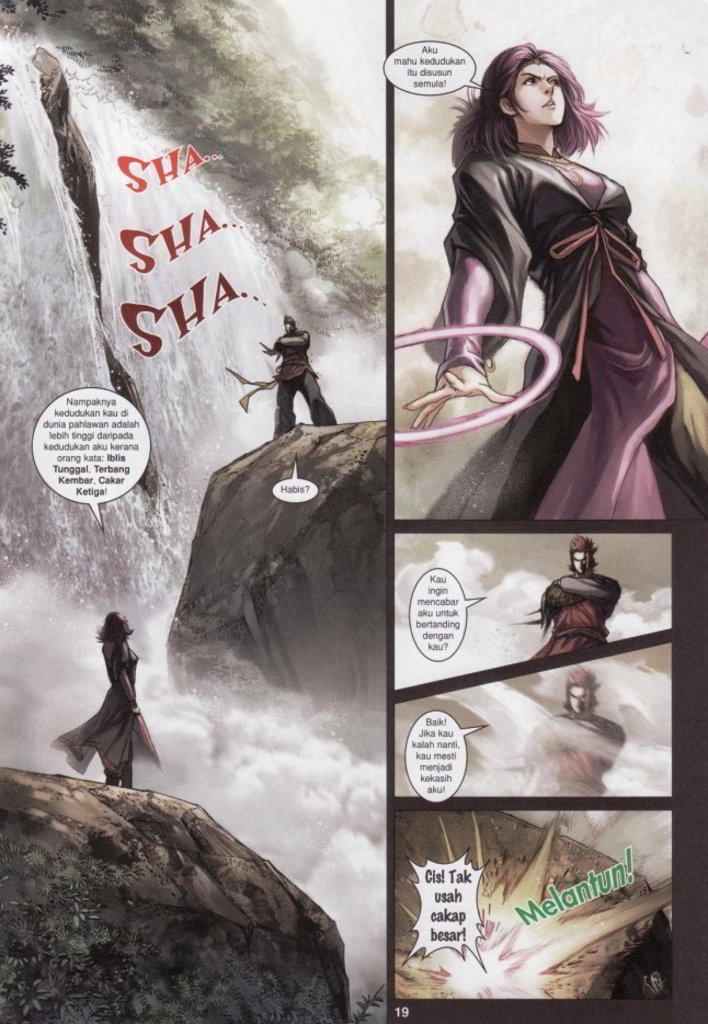 SHA...
SHA...
SHA...
Nampaknya
kedudukan kau di
dunia pahlawan adalah
lebih tinggi daripada
kedudukan aku kerana
orang kata: Iblis
Tunggal, Terbang
Kembar, Cakar
Ketiga!
Habis?
Aku
mahu kedudukan
itu disusun
semula!
Kau
ingin
mencabar
aku untuk
bertanding
dengan
kau?
Baik!
Jika kau
kalah nanti,
kau mesti
menjadi
kekasih
aku!
Cis! Tak
usah
cakap
besar!
Melantun!
19